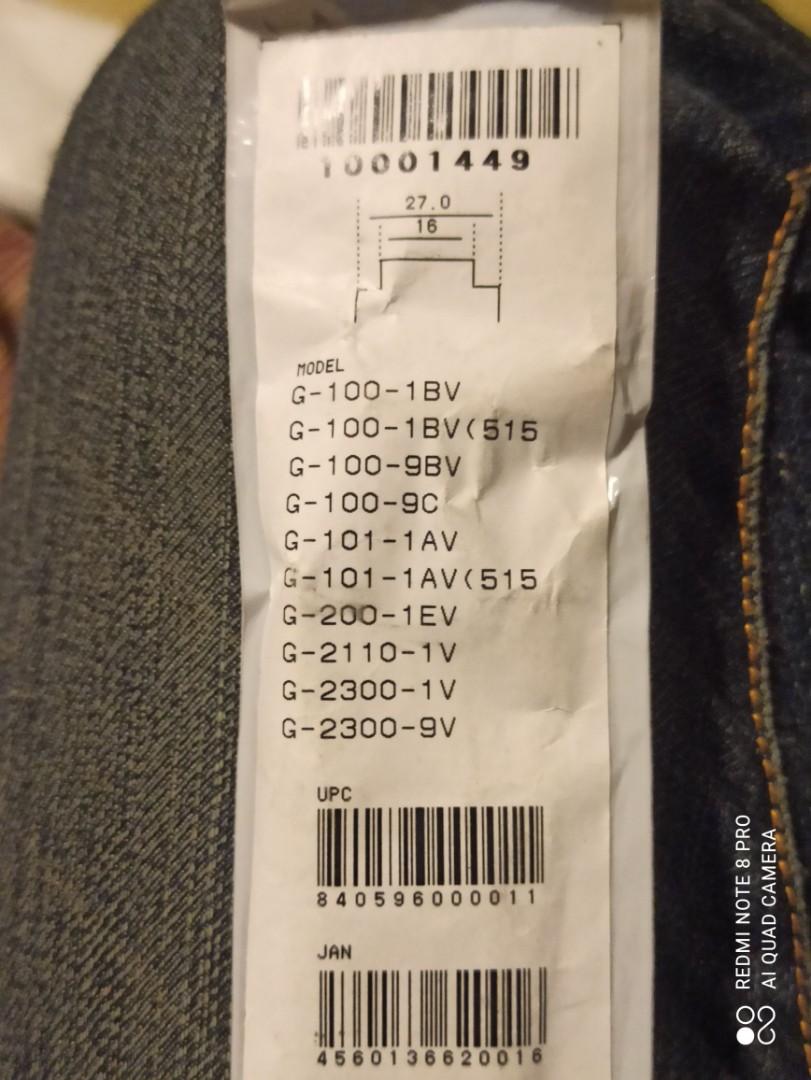 10001449
27.0
16
MODEL
G-100-1BV
G-100-1BV(515
G-100-9BV
G-100-9C
G-101-1AV
G-101-1AV(515
G-200-1EV
G-2110-1V
G-2300-1V
G-2300-9V
UPC
840596000011
JAN
4560136620016
REDMI NOTE 8 PRO
AI QUAD CAMERA